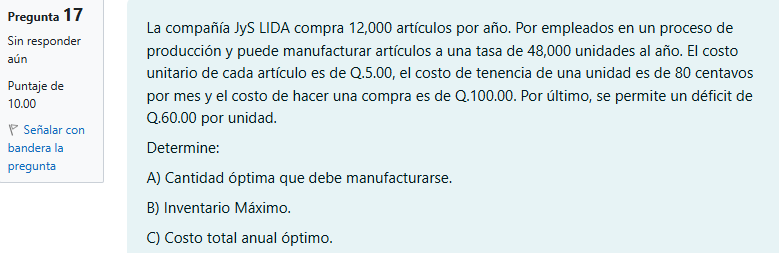 Pregunta 17
Sin responder
aún
Puntaje de
10.00
Señalar con
bandera la
pregunta
La compañía JyS LIDA compra 12,000 artículos por año. Por empleados en un proceso de
producción y puede manufacturar artículos a una tasa de 48,000 unidades al año. El costo
unitario de cada artículo es de Q.5.00, el costo de tenencia de una unidad es de 80 centavos
por mes y el costo de hacer una compra es de Q.100.00. Por último, se permite un déficit de
Q.60.00 por unidad.
Determine:
A) Cantidad óptima que debe manufacturarse.
B) Inventario Máximo.
C) Costo total anual óptimo.